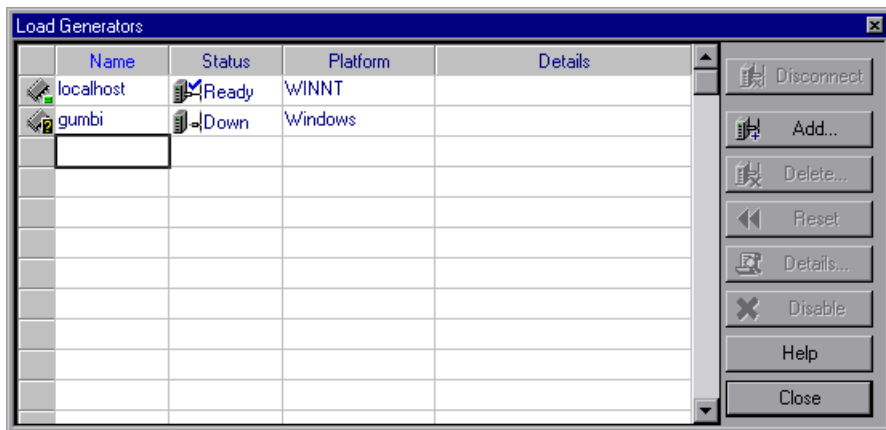 Load Generators
Name Status Platform Details
localhost Ready WINNT
gumbi Down Windows
Disconnect
Add...
Delete...
Reset
Details...
Disable
Help
Close